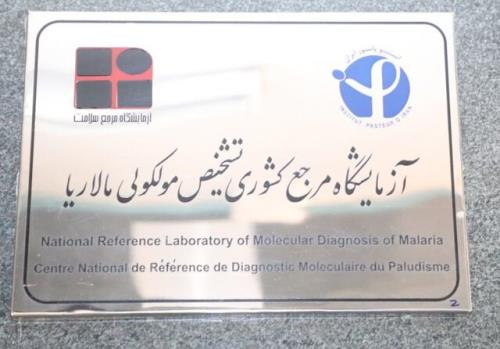 آزمایشگاه مرجع سلامت
انستیتو پاستور ایران
INSTITUT PASTEUR D'IRAN
آزمایشگاه مرجع کشوری تشخیص مولکولی مالاریا
National Reference Laboratory of Molecular Diagnosis of Malaria
Centre National de Référence de Diagnostic Moleculaire du Paludisme
2